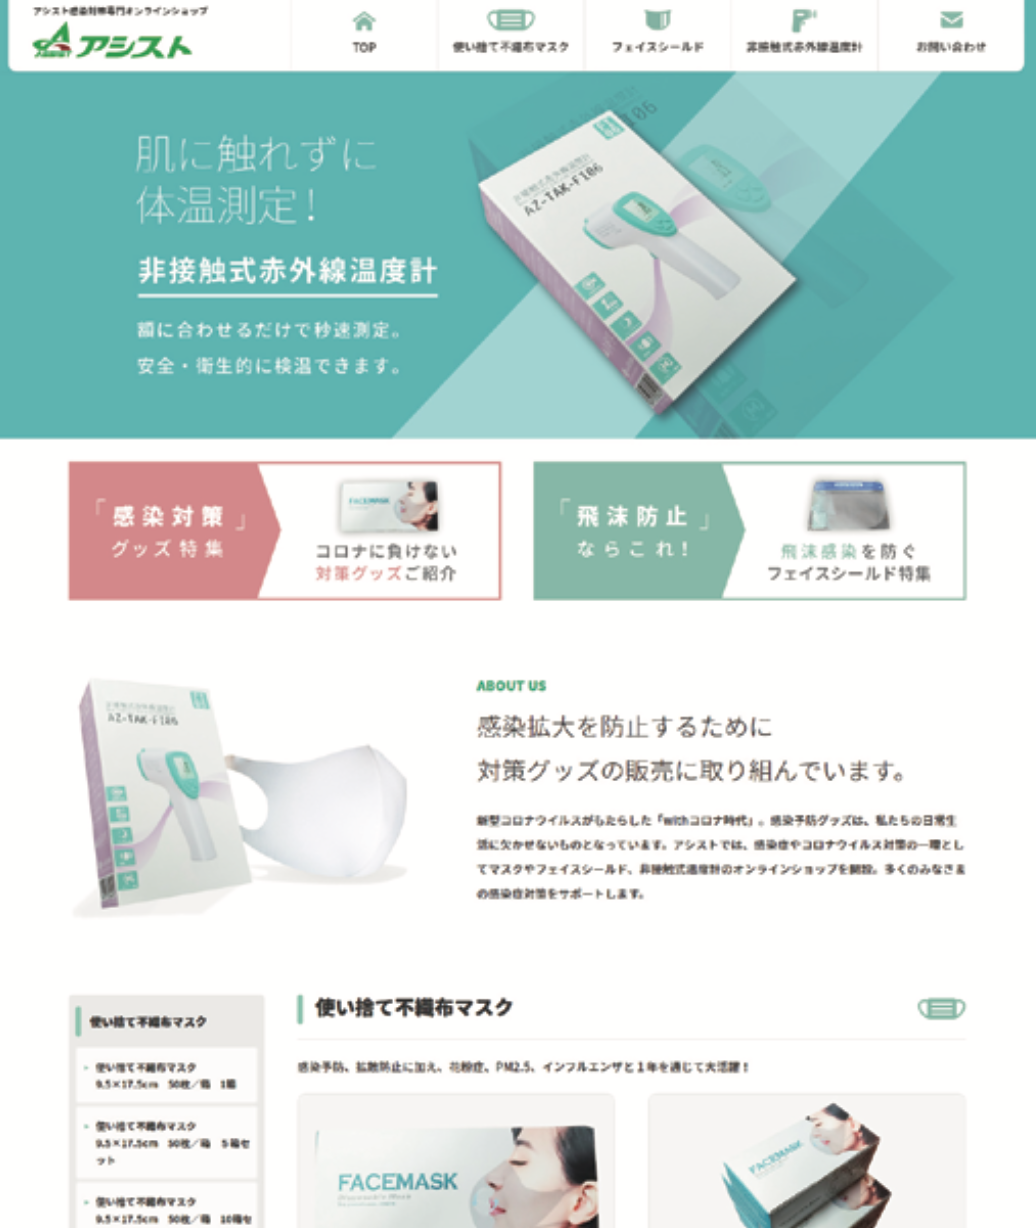 アシスト感染対策専門オンラインショップ
アシスト
TOP
使い捨て不織布マスク
フェイスシールド
非接触式赤外線温度計
お問い合わせ
肌に触れずに
体温測定！
非接触式赤外線温度計
額に合わせるだけで秒速測定。
安全・衛生的に検温できます。
非接触式赤外線温度計
AZ-TAK-F106
「感染対策」
グッズ特集
FACEMASK
コロナに負けない
対策グッズご紹介
「飛沫防止」
ならこれ！
飛沫感染を防ぐ
フェイスシールド特集
AZ-TAK-F106
ABOUT US
感染拡大を防止するために
対策グッズの販売に取り組んでいます。
新型コロナウイルスがもたらした「withコロナ時代」。感染予防グッズは、私たちの日常生
活に欠かせないものとなっています。アシストでは、感染症やコロナウイルス対策の一環とし
てマスクやフェイスシールド、非接触式温度計のオンラインショップを開設。多くのみなさま
の感染症対策をサポートします。
使い捨て不織布マスク
使い捨て不織布マスク
9.5×17.5cm 50枚／箱 1箱
使い捨て不織布マスク
9.5×17.5cm 50枚／箱 5箱セ
ット
使い捨て不織布マスク
9.5×17.5cm 50枚／箱 10箱セ
使い捨て不織布マスク
感染予防、拡散防止に加え、花粉症、PM2.5、インフルエンザと１年を通じて大活躍！
FACEMASK
FACEMASK